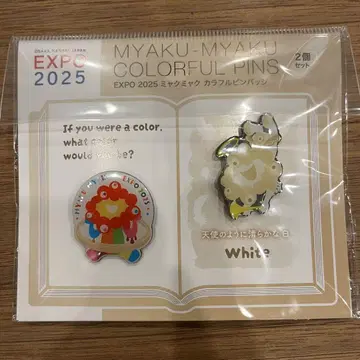 OSAKA, KANSAI, JAPAN
EXPO
2025
MYAKU-MYAKU
COLORFUL PINS
EXPO 2025 ミャクミャク カラフルピンバッジ
2個
セット
If you were a color,
what color
would
be?
EXPO2025
天使のように清らかな白
White